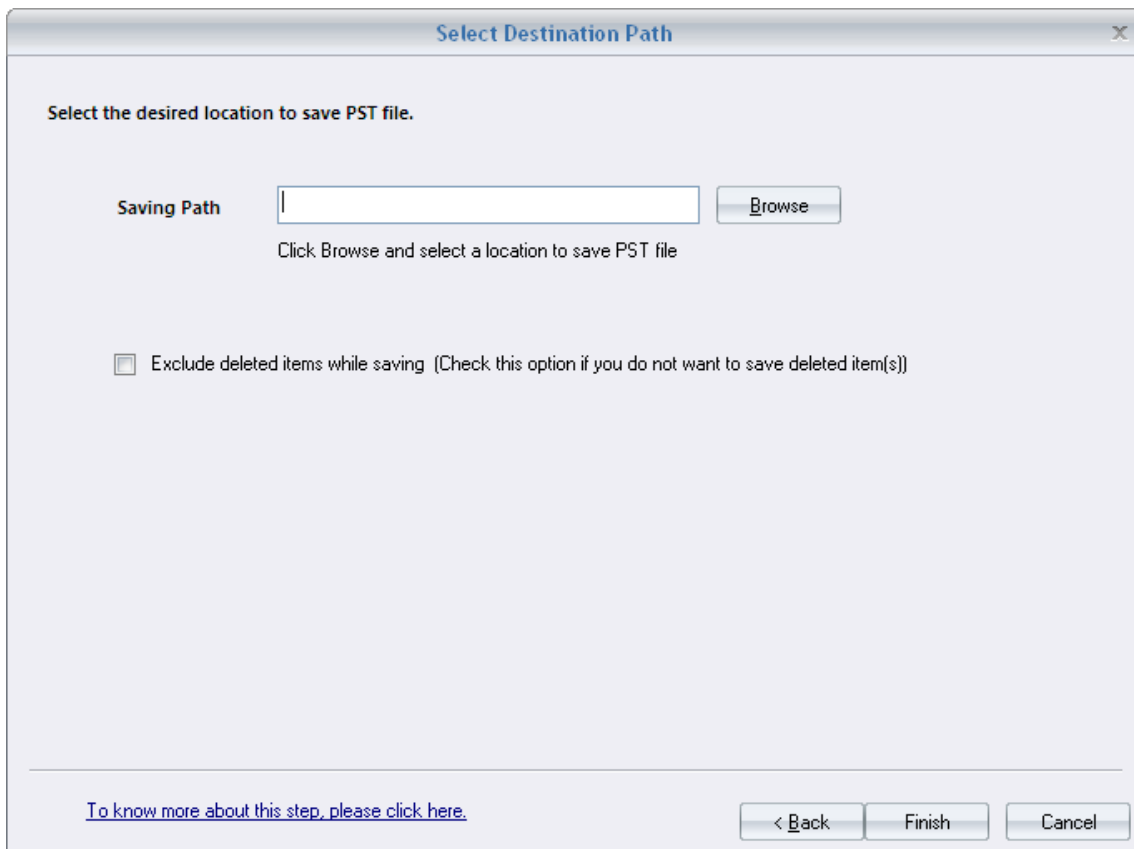 Select Destination Path
x
Select the desired location to save PST file.
Saving Path
Browse
Click Browse and select a location to save PST file
Exclude deleted items while saving (Check this option if you do not want to save deleted item(s))
To know more about this step, please click here.
< Back
Finish
Cancel